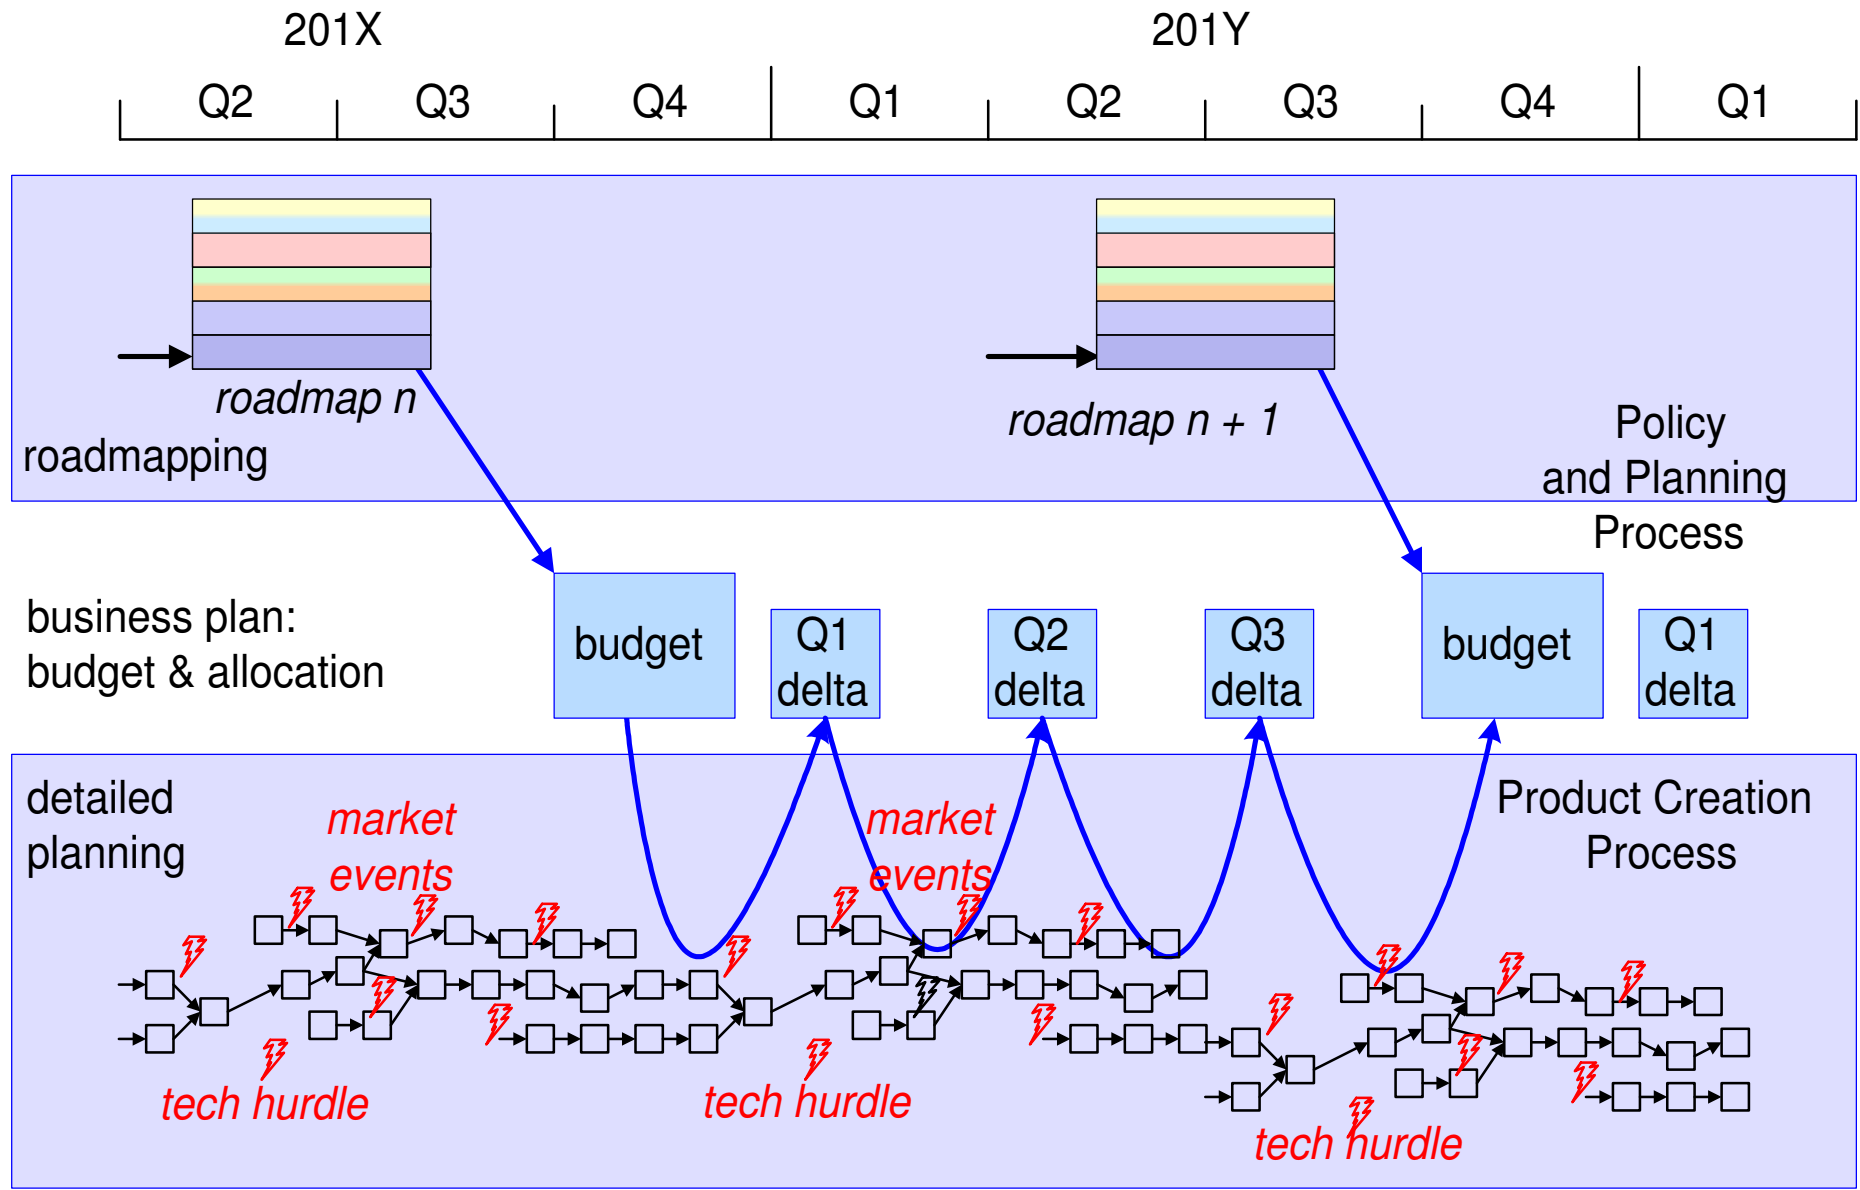 201X
201Y
Q2
Q3
Q4
Q1
Q2
Q3
Q4
Q1
roadmap n
roadmap n + 1
roadmapping
Policy
and Planning
Process
business plan:
budget & allocation
budget
Q1
delta
Q2
delta
Q3
delta
budget
Q1
delta
detailed
planning
market
events
market
events
Product Creation
Process
tech hurdle
tech hurdle
tech hurdle